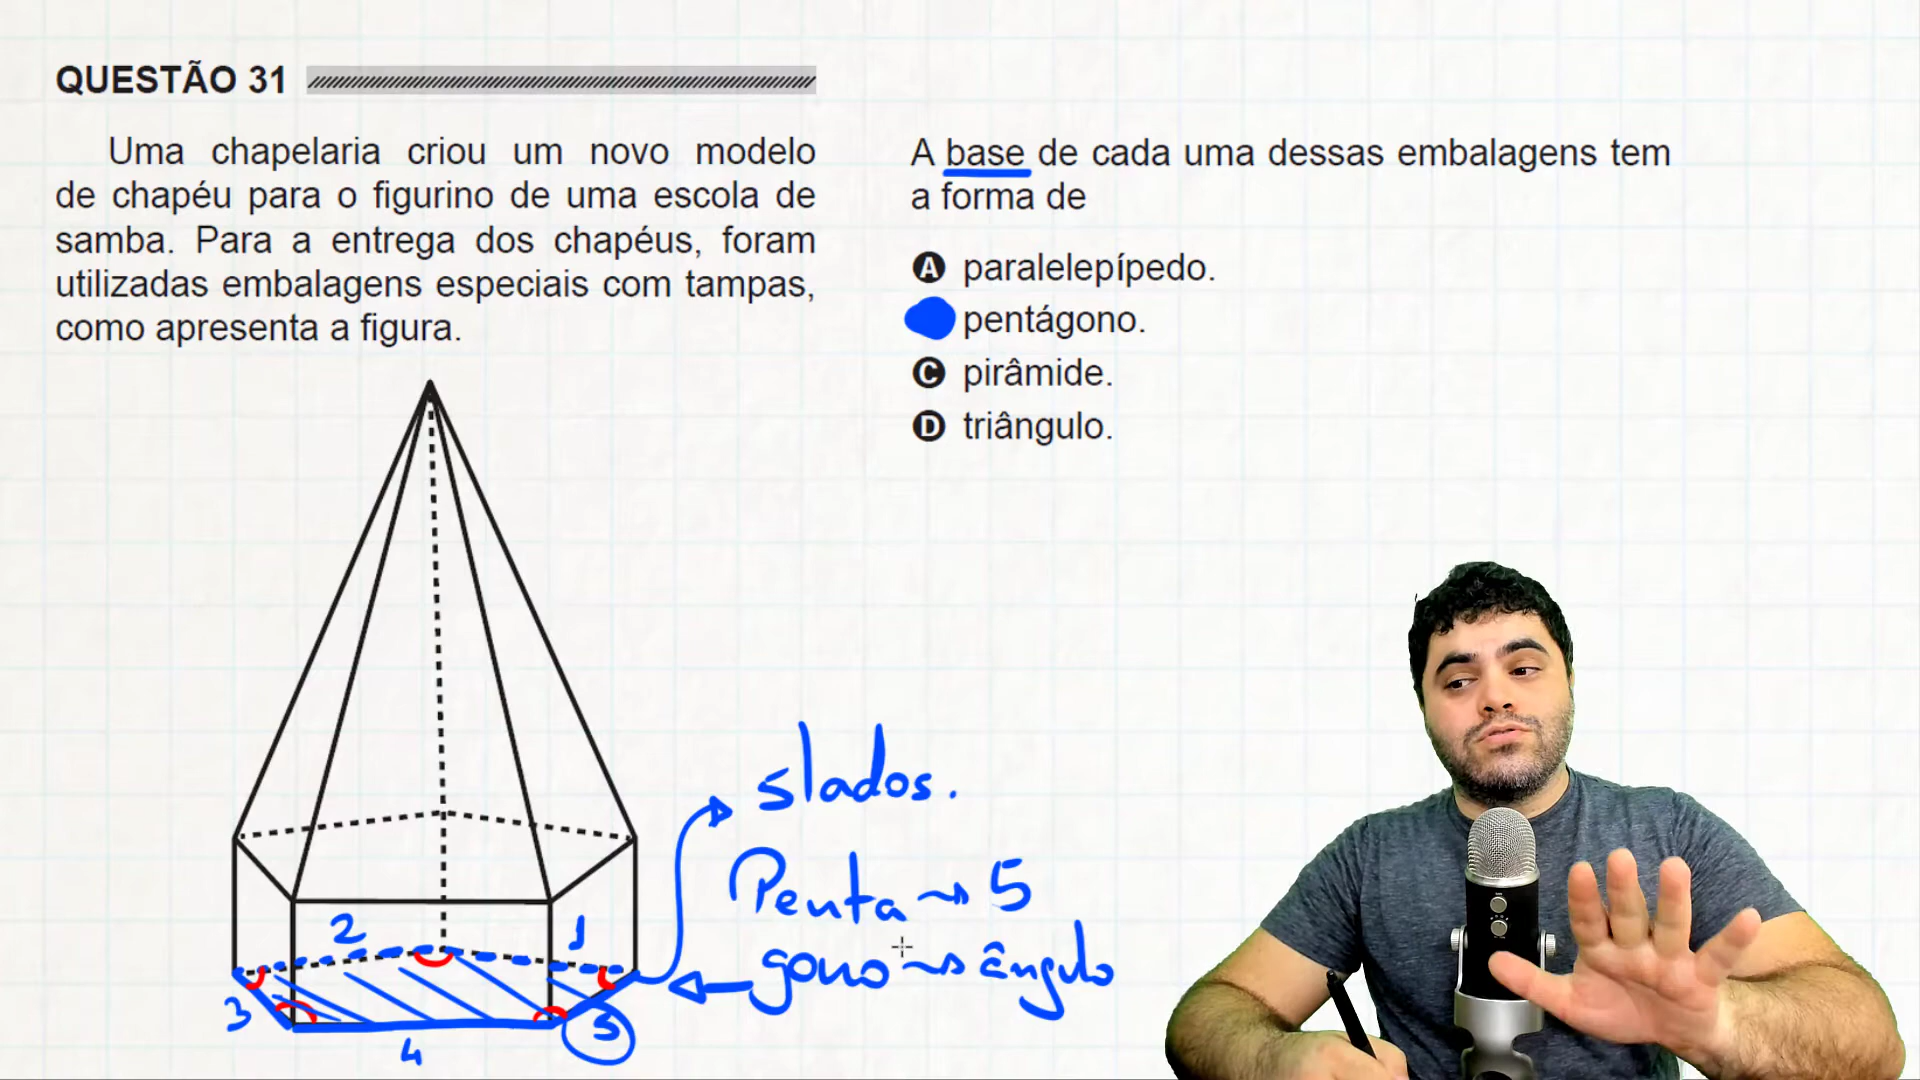 QUESTÃO 31
Uma chapelaria criou um novo modelo
de chapéu para o figurino de uma escola de
samba. Para a entrega dos chapéus, foram
utilizadas embalagens especiais com tampas,
como apresenta a figura.
A base de cada uma dessas embalagens tem
a forma de
A paralelepípedo.
pentágono.
C pirâmide.
D triângulo.
5 lados.
Penta → 5
gono → ângulo
2
1
3
5
4